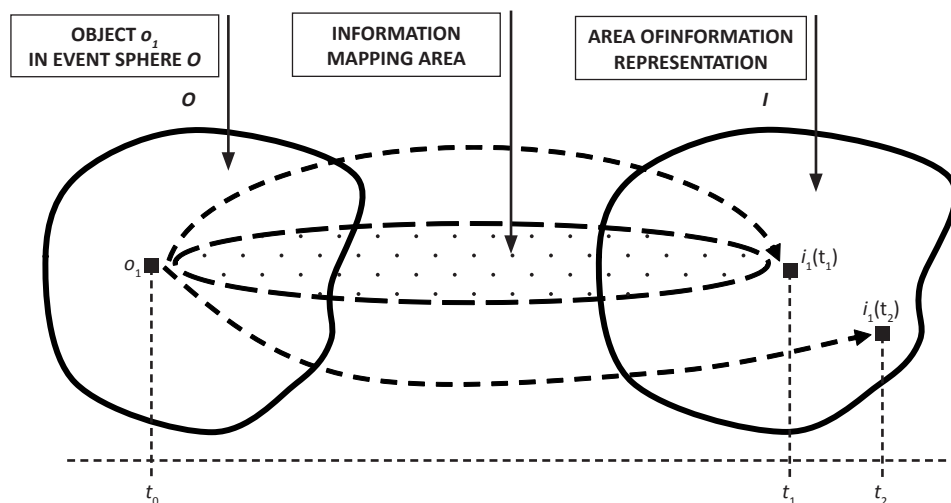 OBJECT o₁
IN EVENT SPHERE O
INFORMATION
MAPPING AREA
AREA OFINFORMATION
REPRESENTATION
O
I
o₁
i₁(t₁)
i₁(t₂)
t₀
t₁
t₂